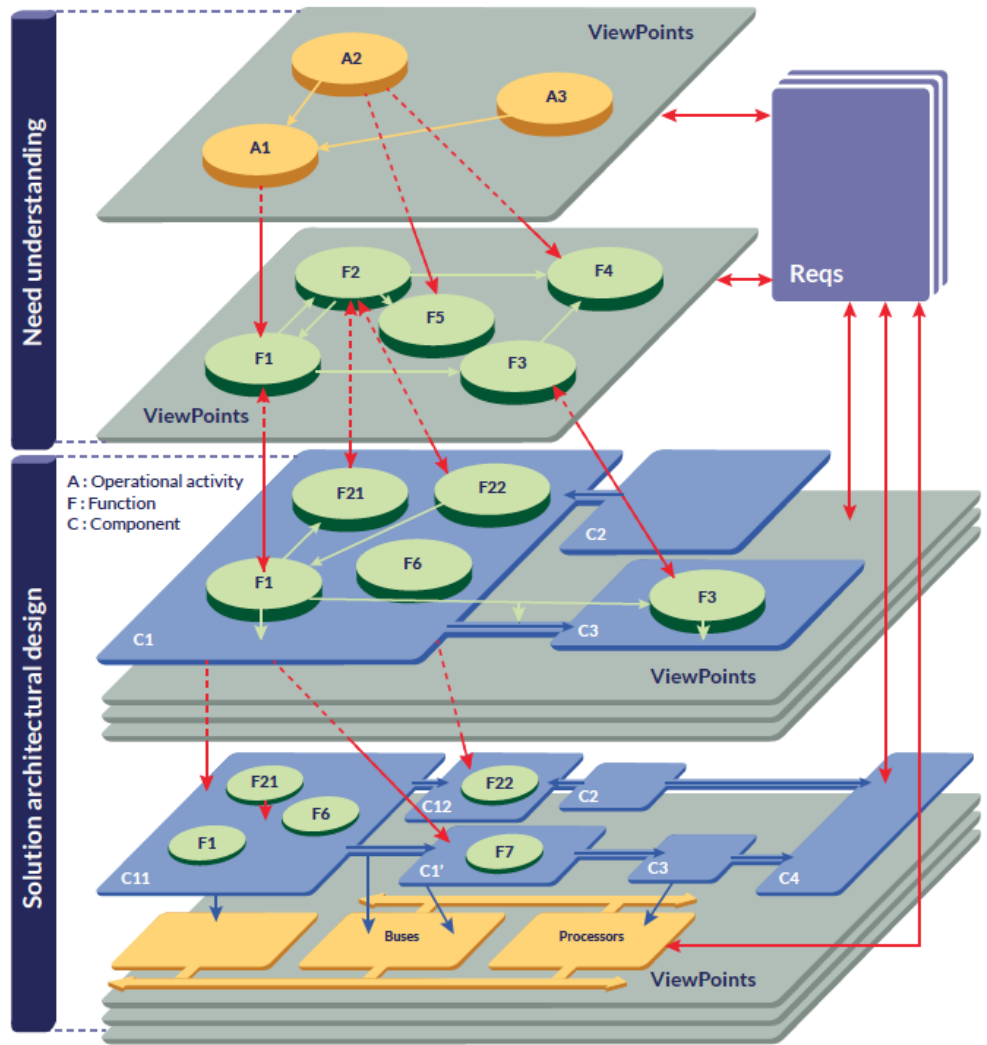 Need understanding
ViewPoints
A2
A3
A1
Reqs
F2
F4
F5
F1
F3
ViewPoints
Solution architectural design
A : Operational activity
F : Function
C : Component
F21
F22
C2
F6
F1
F3
C1
C3
ViewPoints
F21
F22
C2
C12
F6
F1
F7
C11
C1'
C3
C4
Buses
Processors
ViewPoints